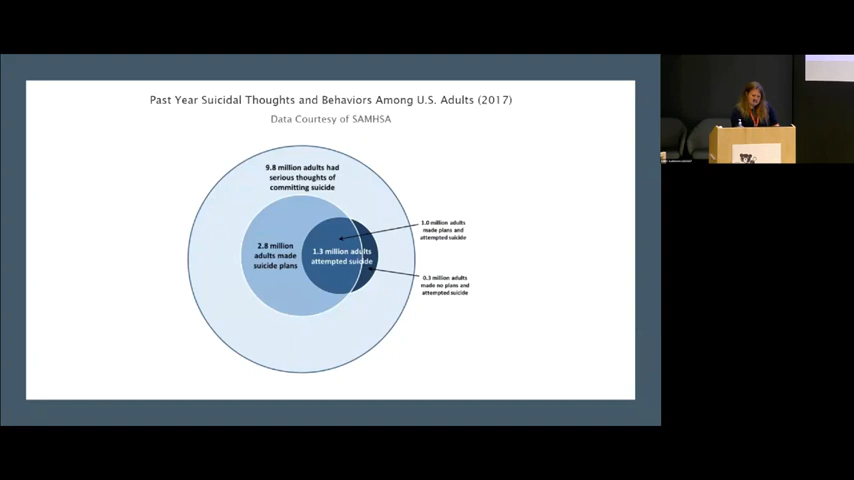 Past Year Suicidal Thoughts and Behaviors Among U.S. Adults (2017)
Data Courtesy of SAMHSA
9.8 million adults had
serious thoughts of
committing suicide
2.8 million
adults made
suicide plans
1.3 million adults
attempted suicide
1.0 million adults
made plans and
attempted suicide
0.3 million adults
made no plans and
attempted suicide